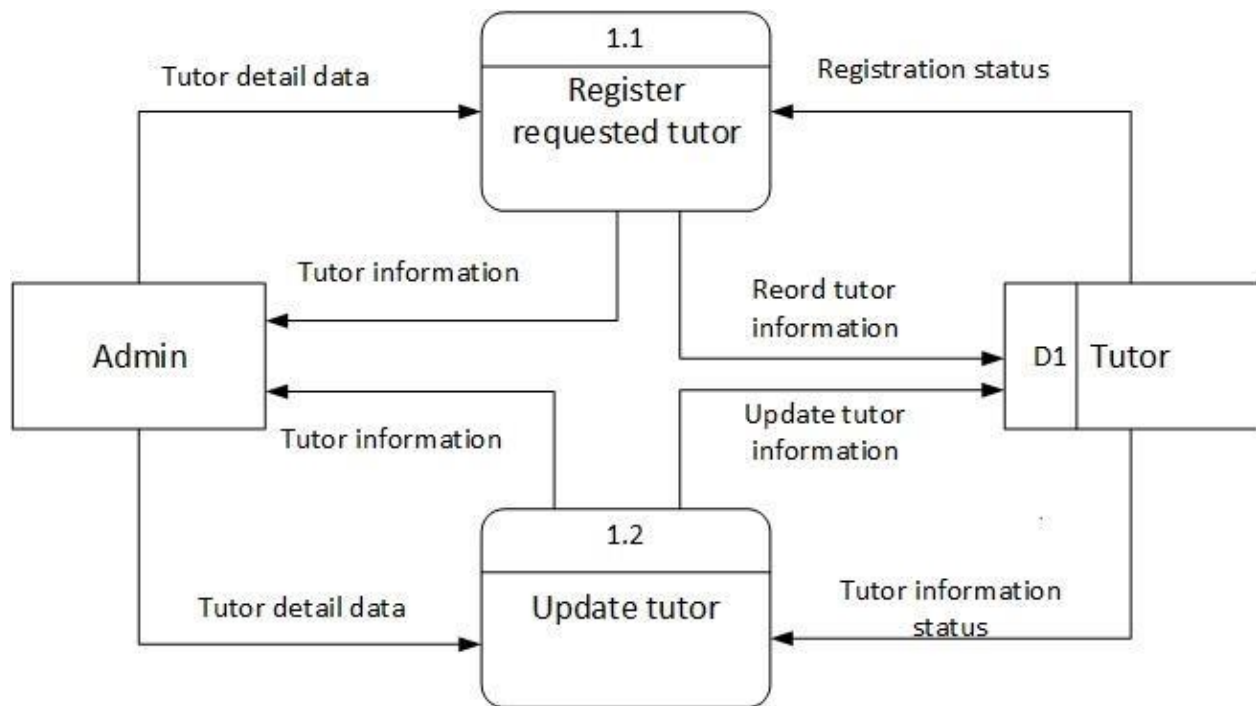 1.1
Tutor detail data
Registration status
Register
requested tutor
Tutor information
Reord tutor
information
Admin
D1 Tutor
Update tutor
information
Tutor information
1.2
Tutor detail data
Update tutor
Tutor information
status